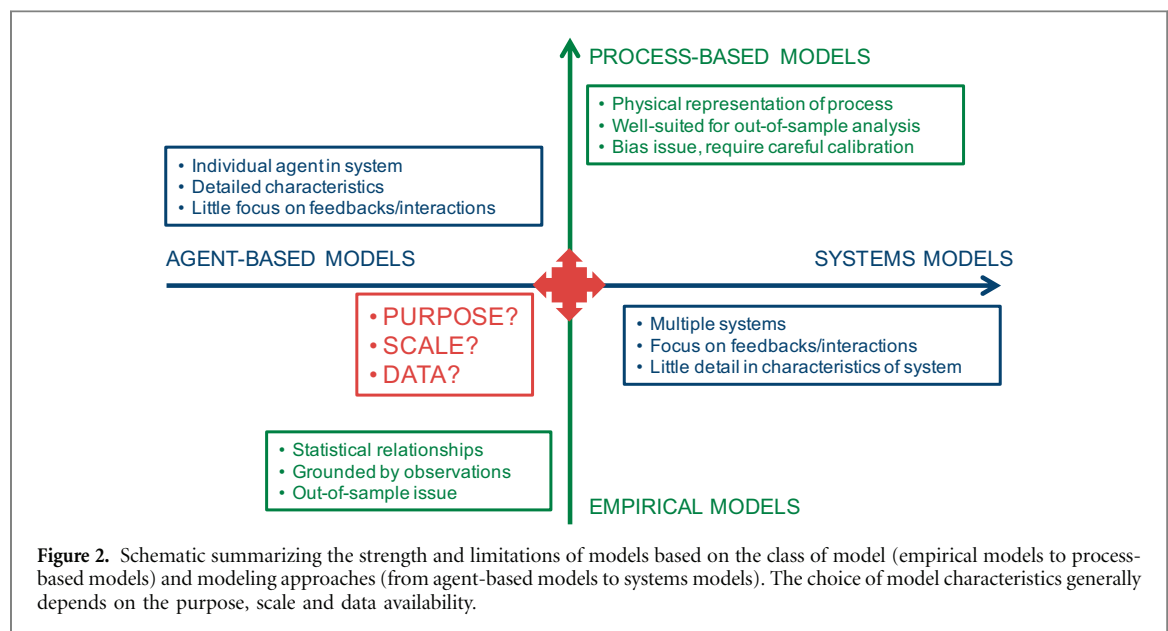 PROCESS-BASED MODELS
• Physical representation of process
• Well-suited for out-of-sample analysis
• Bias issue, require careful calibration
• Individual agent in system
• Detailed characteristics
• Little focus on feedbacks/interactions
AGENT-BASED MODELS
SYSTEMS MODELS
• PURPOSE?
• SCALE?
• DATA?
• Multiple systems
• Focus on feedbacks/interactions
• Little detail in characteristics of system
• Statistical relationships
• Grounded by observations
• Out-of-sample issue
EMPIRICAL MODELS
Figure 2. Schematic summarizing the strength and limitations of models based on the class of model (empirical models to process-
based models) and modeling approaches (from agent-based models to systems models). The choice of model characteristics generally
depends on the purpose, scale and data availability.